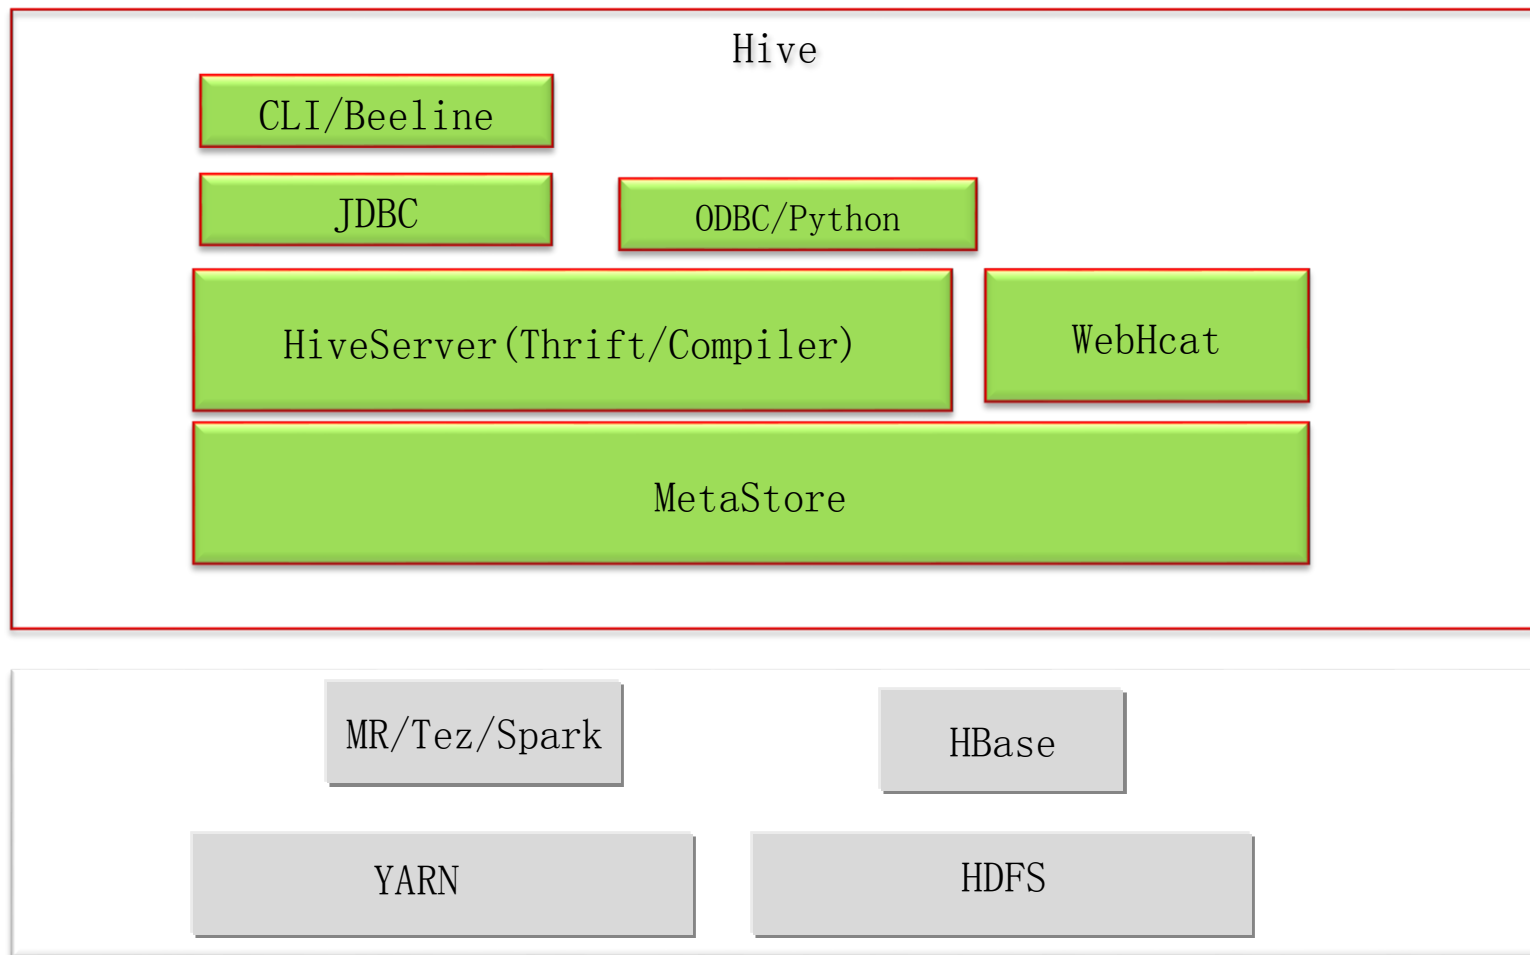 Hive
CLI/Beeline
JDBC
ODBC/Python
HiveServer(Thrift/Compiler)
WebHcat
MetaStore
MR/Tez/Spark
HBase
YARN
HDFS